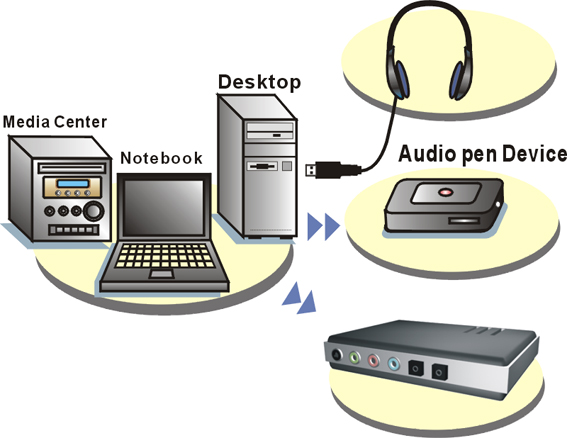 Desktop
Media Center
Notebook
Audio pen Device